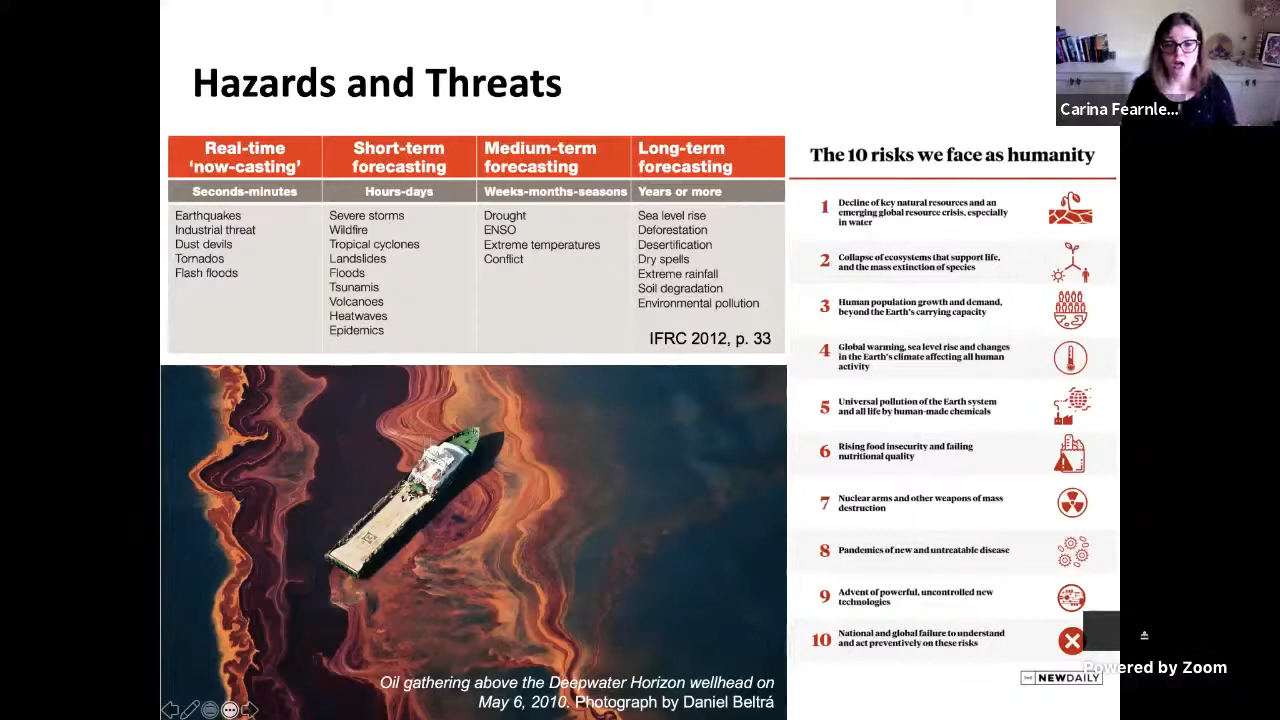 Hazards and Threats
Carina Fearnle...
Real-time
'now-casting'
Seconds-minutes
Earthquakes
Industrial threat
Dust devils
Tornados
Flash floods
Short-term
forecasting
Hours-days
Severe storms
Wildfire
Tropical cyclones
Landslides
Floods
Tsunamis
Volcanoes
Heatwaves
Epidemics
Medium-term
forecasting
Weeks-months-seasons
Drought
ENSO
Extreme temperatures
Conflict
Long-term
forecasting
Years or more
Sea level rise
Deforestation
Desertification
Dry spells
Extreme rainfall
Soil degradation
Environmental pollution
IFRC 2012, p. 33
The 10 risks we face as humanity
1
Decline of key natural resources and an
emerging global resource crisis, especially
in water
2
Collapse of ecosystems that support life,
and the mass extinction of species
3
Human population growth and demand,
beyond the Earth's carrying capacity
4
Global warming, sea level rise and changes
in the Earth's climate affecting all human
activity
5
Universal pollution of the Earth system
and all life by human-made chemicals
6
Rising food insecurity and failing
nutritional quality
7
Nuclear arms and other weapons of mass
destruction
8
Pandemics of new and untreatable disease
9
Advent of powerful, uncontrolled new
technologies
10
National and global failure to understand
and act preventively on these risks
THE NEWDAILY
Oil gathering above the Deepwater Horizon wellhead on
May 6, 2010. Photograph by Daniel Beltrá
Powered by Zoom